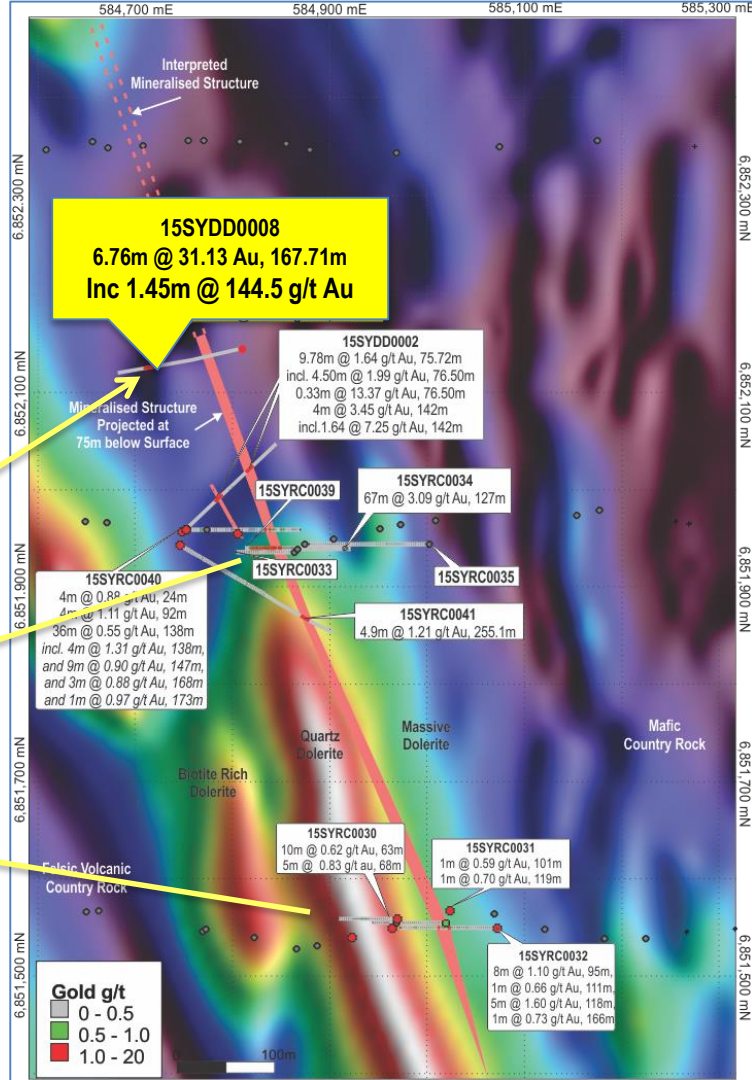 584,700 mE
584,900 mE
585,100 mE
585,300 mE
Interpreted
Mineralised Structure
6,852,300 mN
6,852,300 mN
15SYDD0008
6.76m @ 31.13 Au, 167.71m
Inc 1.45m @ 144.5 g/t Au
15SYDD0002
9.78m @ 1.64 g/t Au, 75.72m
incl. 4.50m @ 1.99 g/t Au, 76.50m
0.33m @ 13.37 g/t Au, 76.50m
4m @ 3.45 g/t Au, 142m
incl.1.64 @ 7.25 g/t Au, 142m
6,852,100 mN
6,852,100 mN
Mineralised Structure
Projected at
75m below Surface
15SYRC0039
15SYRC0034
67m @ 3.09 g/t Au, 127m
15SYRC0033
15SYRC0035
6,851,900 mN
6,851,900 mN
15SYRC0040
4m @ 0.88 g/t Au, 24m
4m @ 1.11 g/t Au, 92m
36m @ 0.55 g/t Au, 138m
incl. 4m @ 1.31 g/t Au, 138m,
and 9m @ 0.90 g/t Au, 147m,
and 3m @ 0.88 g/t Au, 168m
and 1m @ 0.97 g/t Au, 173m
15SYRC0041
4.9m @ 1.21 g/t Au, 255.1m
Quartz
Dolerite
Massive
Dolerite
Mafic
Country Rock
Biotite Rich
Dolerite
6,851,700 mN
6,851,700 mN
15SYRC0030
10m @ 0.62 g/t Au, 63m
5m @ 0.83 g/t au, 68m
15SYRC0031
1m @ 0.59 g/t Au, 101m
1m @ 0.70 g/t Au, 119m
Felsic Volcanic
Country Rock
15SYRC0032
8m @ 1.10 g/t Au, 95m,
1m @ 0.66 g/t Au, 111m,
5m @ 1.60 g/t Au, 118m,
1m @ 0.73 g/t Au, 166m
6,851,500 mN
6,851,500 mN
Gold g/t
0 - 0.5
0.5 - 1.0
1.0 - 20
0
100m